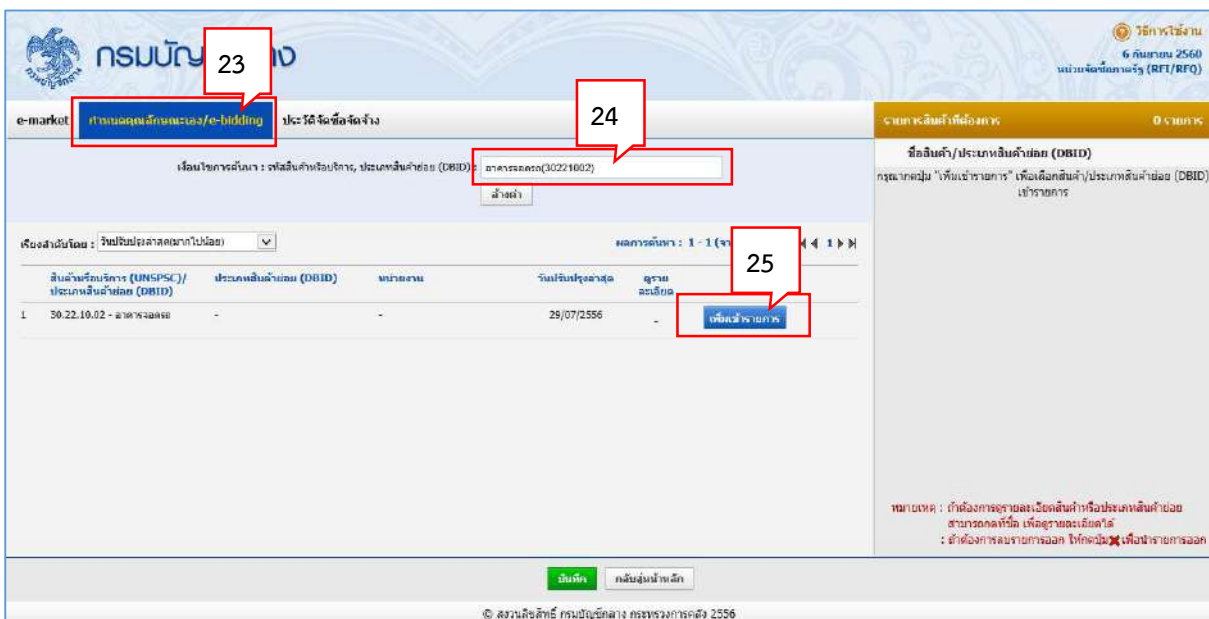 วิธีการใช้งาน
6 กันยายน 2560
หน่วยจัดซื้อภาครัฐ (RFI/RFQ)
กรมบัญ
าง
23
24
e-market กำหนดคุณลักษณะเอง/e-bidding ประวัติจัดซื้อจัดจ้าง
รายการสินค้าที่ต้องการ 0 รายการ
เงื่อนไขการค้นหา : รหัสสินค้าหรือบริการ, ประเภทสินค้าย่อย (DBID) : อาคารจอดรถ(30221002)
ล้างค่า
ชื่อสินค้า/ประเภทสินค้าย่อย (DBID)
กรุณากดปุ่ม "เพิ่มเข้ารายการ" เพื่อเลือกสินค้า/ประเภทสินค้าย่อย (DBID)
เข้ารายการ
เรียงลำดับโดย : วันปรับปรุงล่าสุด(มากไปน้อย)
ผลการค้นหา : 1 - 1 (จา
1
25
สินค้าหรือบริการ (UNSPSC)/ ประเภทสินค้าย่อย (DBID) หน่วยงาน วันปรับปรุงล่าสุด ดูราย
ประเภทสินค้าย่อย (DBID) ละเอียด
1 30.22.10.02 - อาคารจอดรถ - - 29/07/2556 - เพิ่มเข้ารายการ
หมายเหตุ : ถ้าต้องการดูรายละเอียดสินค้าหรือประเภทสินค้าย่อย
สามารถกดที่ชื่อ เพื่อดูรายละเอียดได้
: ถ้าต้องการลบรายการออก ให้กดปุ่ม เพื่อนำรายการออก
บันทึก กลับสู่หน้าหลัก
© สงวนลิขสิทธิ์ กรมบัญชีกลาง กระทรวงการคลัง 2556